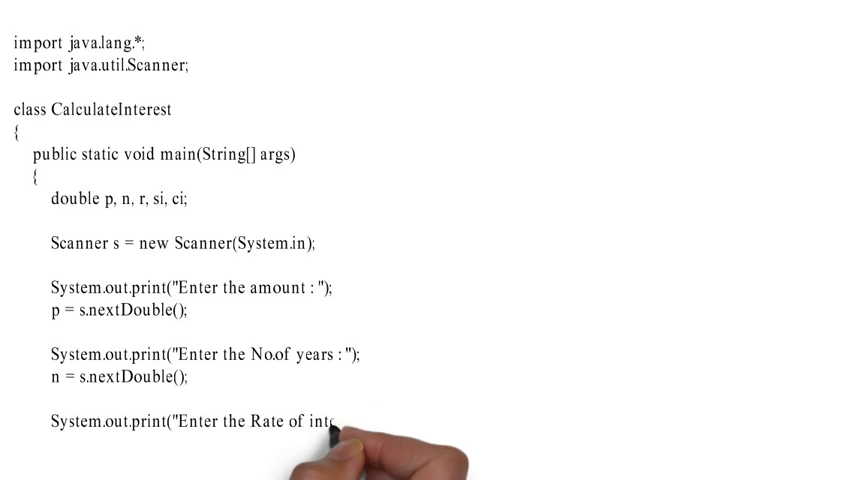 import java.lang.*;
import java.util.Scanner;
class CalculateInterest
{
public static void main(String[] args)
{
double p, n, r, si, ci;
Scanner s = new Scanner(System.in);
System.out.print("Enter the amount : ");
p = s.nextDouble();
System.out.print("Enter the No.of years : ");
n = s.nextDouble();
System.out.print("Enter the Rate of